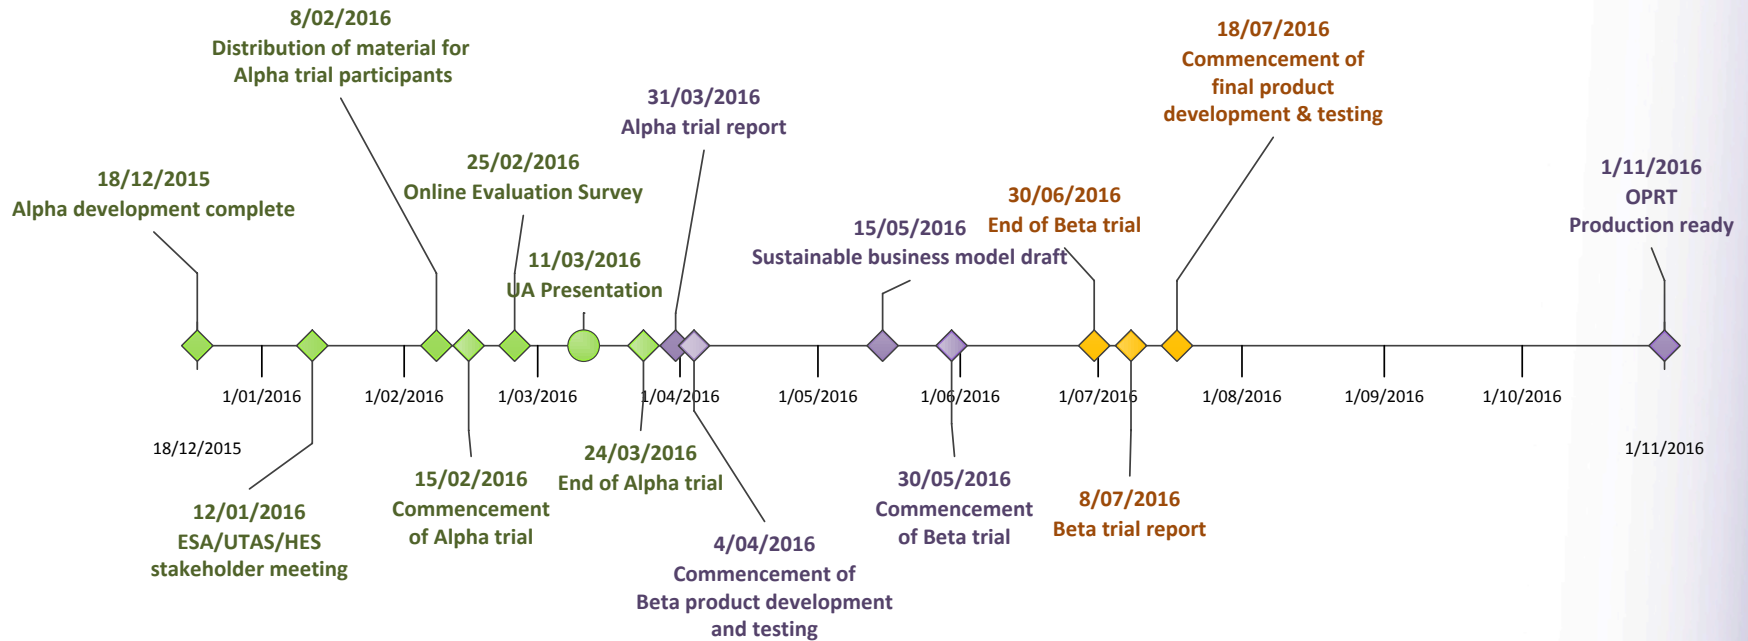 8/02/2016
Distribution of material for
Alpha trial participants
18/07/2016
Commencement of
final product
development & testing
31/03/2016
Alpha trial report
25/02/2016
Online Evaluation Survey
18/12/2015
Alpha development complete
1/11/2016
OPRT
Production ready
30/06/2016
End of Beta trial
15/05/2016
Sustainable business model draft
11/03/2016
UA Presentation
1/01/2016
1/02/2016
1/03/2016
1/04/2016
1/05/2016
1/06/2016
1/07/2016
1/08/2016
1/09/2016
1/10/2016
18/12/2015
1/11/2016
24/03/2016
End of Alpha trial
15/02/2016
Commencement
of Alpha trial
30/05/2016
Commencement
of Beta trial
8/07/2016
Beta trial report
12/01/2016
ESA/UTAS/HES
stakeholder meeting
4/04/2016
Commencement of
Beta product development
and testing